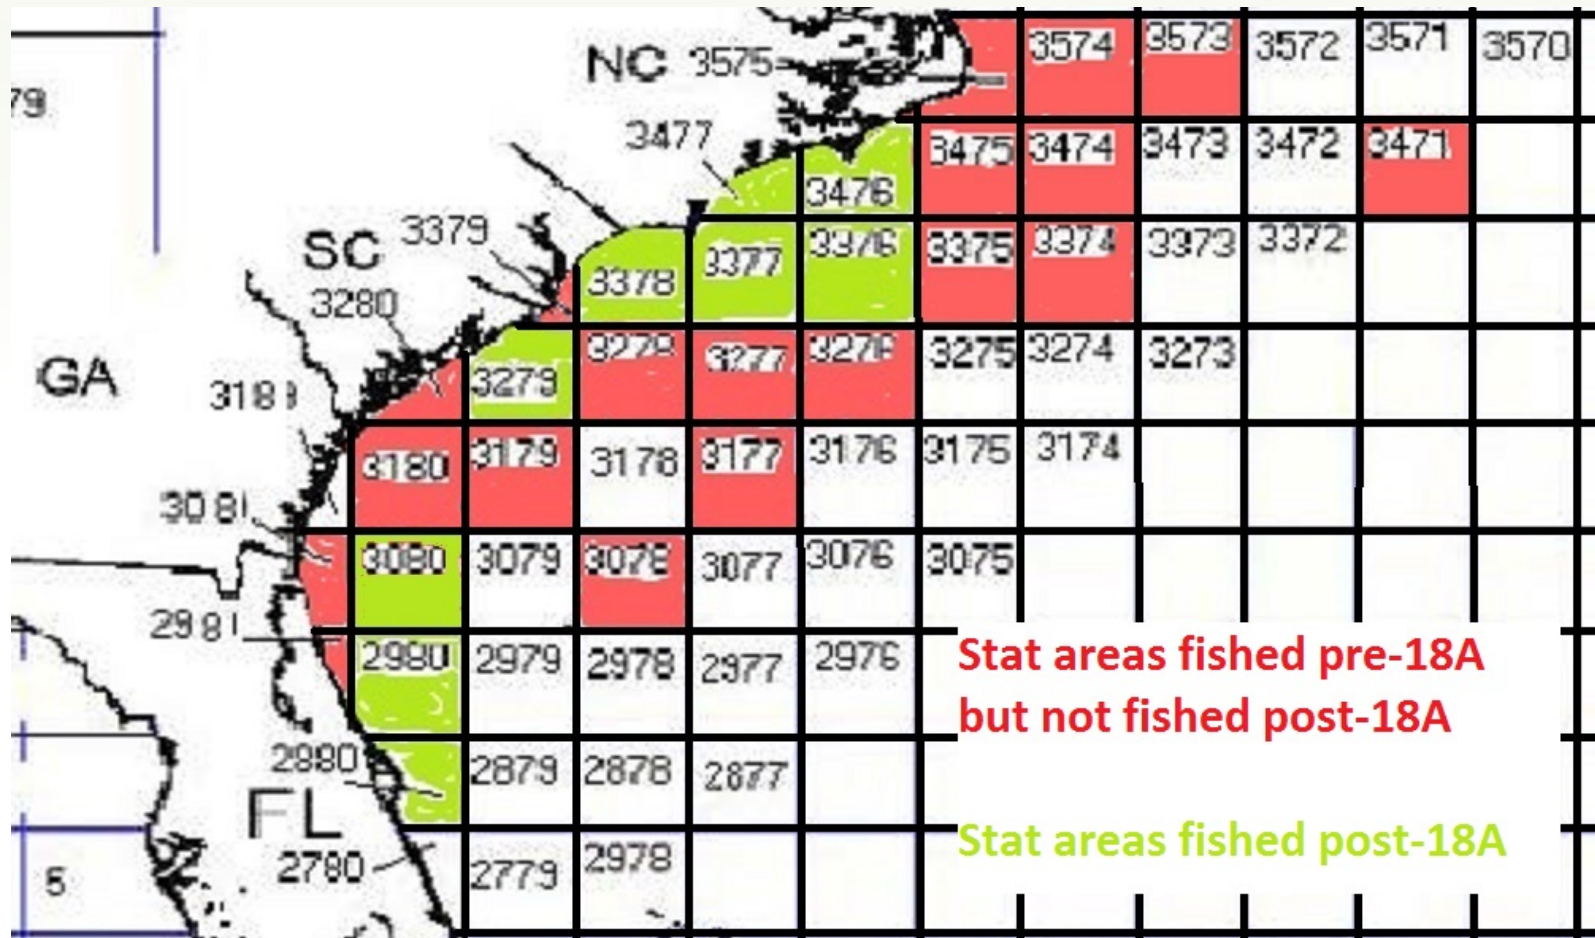 3574 3573 3572 3571 3570
NC 3575
79
3477
3475 3474 3473 3472 3471
3476
SC 3379
3378 3377 3376 3375 3374 3373 3372
3280
GA
3279 3278 3277 3276 3275 3274 3273
3180 3179 3178 3177 3176 3175 3174
3081
3080 3079 3078 3077 3076 3075
2981
2980 2979 2978 2977 2976
Stat areas fished pre-18A
but not fished post-18A
2880
2879 2878 2877
FL
Stat areas fished post-18A
2780
2779 2978
5